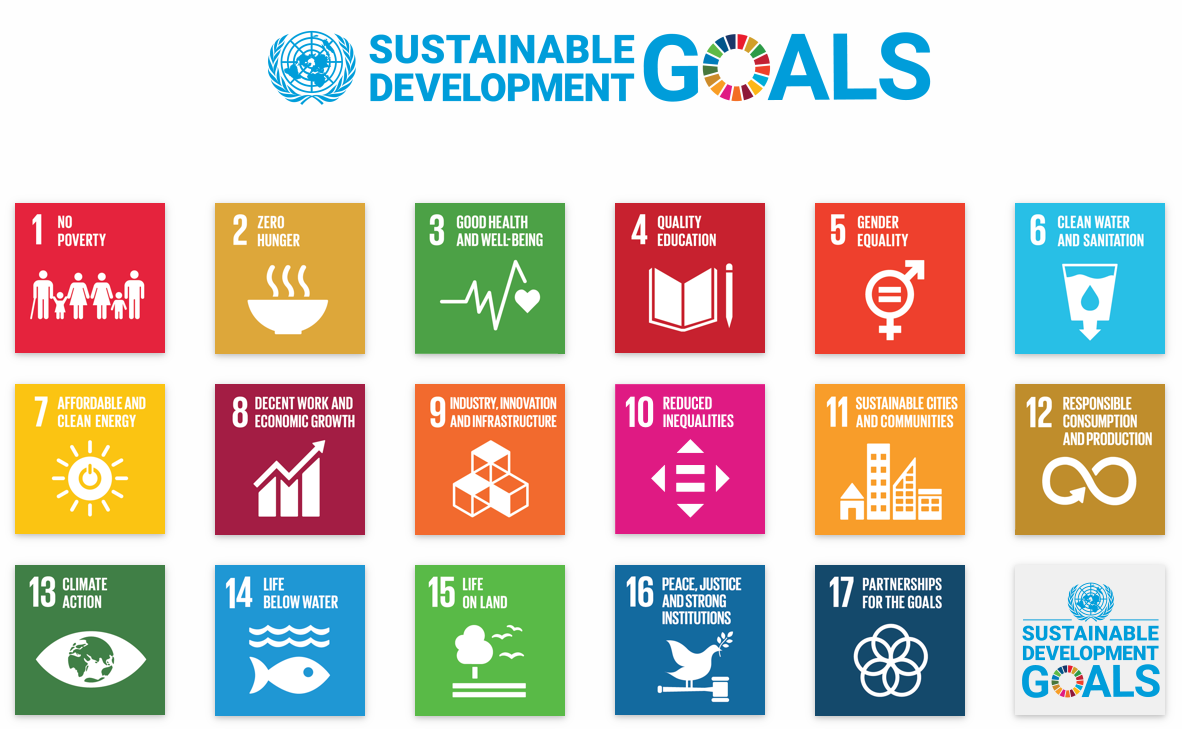 SUSTAINABLE
DEVELOPMENT
GOALS
1 NO
POVERTY
2 ZERO
HUNGER
3 GOOD HEALTH
AND WELL-BEING
4 QUALITY
EDUCATION
5 GENDER
EQUALITY
6 CLEAN WATER
AND SANITATION
7 AFFORDABLE AND
CLEAN ENERGY
8 DECENT WORK AND
ECONOMIC GROWTH
9 INDUSTRY, INNOVATION
AND INFRASTRUCTURE
10 REDUCED
INEQUALITIES
11 SUSTAINABLE CITIES
AND COMMUNITIES
12 RESPONSIBLE
CONSUMPTION
AND PRODUCTION
13 CLIMATE
ACTION
14 LIFE
BELOW WATER
15 LIFE
ON LAND
16 PEACE, JUSTICE
AND STRONG
INSTITUTIONS
17 PARTNERSHIPS
FOR THE GOALS
SUSTAINABLE
DEVELOPMENT
GOALS